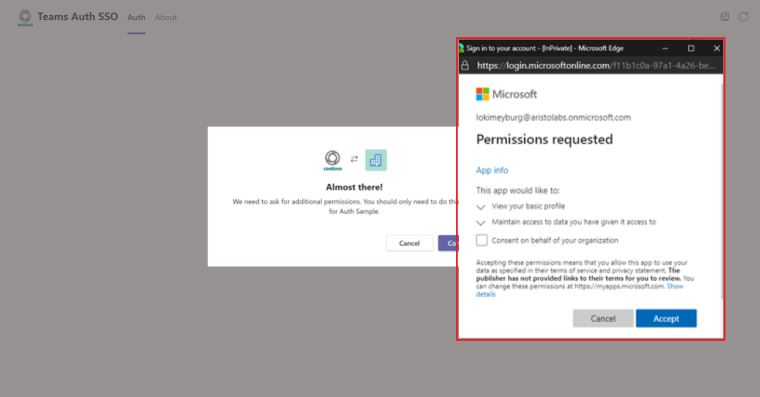 Teams Auth SSO Auth About
contoso
Almost there!
We need to ask for additional permissions. You should only need to do
for Auth Sample.
Cancel
Sign in to your account - [InPrivate] - Microsoft Edge
https://login.microsoftonline.com/f11b1c0a-97a1-4a26-be...
Microsoft
lokimeyburg@aristolabs.onmicrosoft.com
Permissions requested
App info
This app would like to:
View your basic profile
Maintain access to data you have given it access to
Consent on behalf of your organization
Accepting these permissions means that you allow this app to use your
data as specified in their terms of service and privacy statement. The
publisher has not provided links to their terms for you to review. You
can change these permissions at https://myapps.microsoft.com. Show
details
Cancel Accept